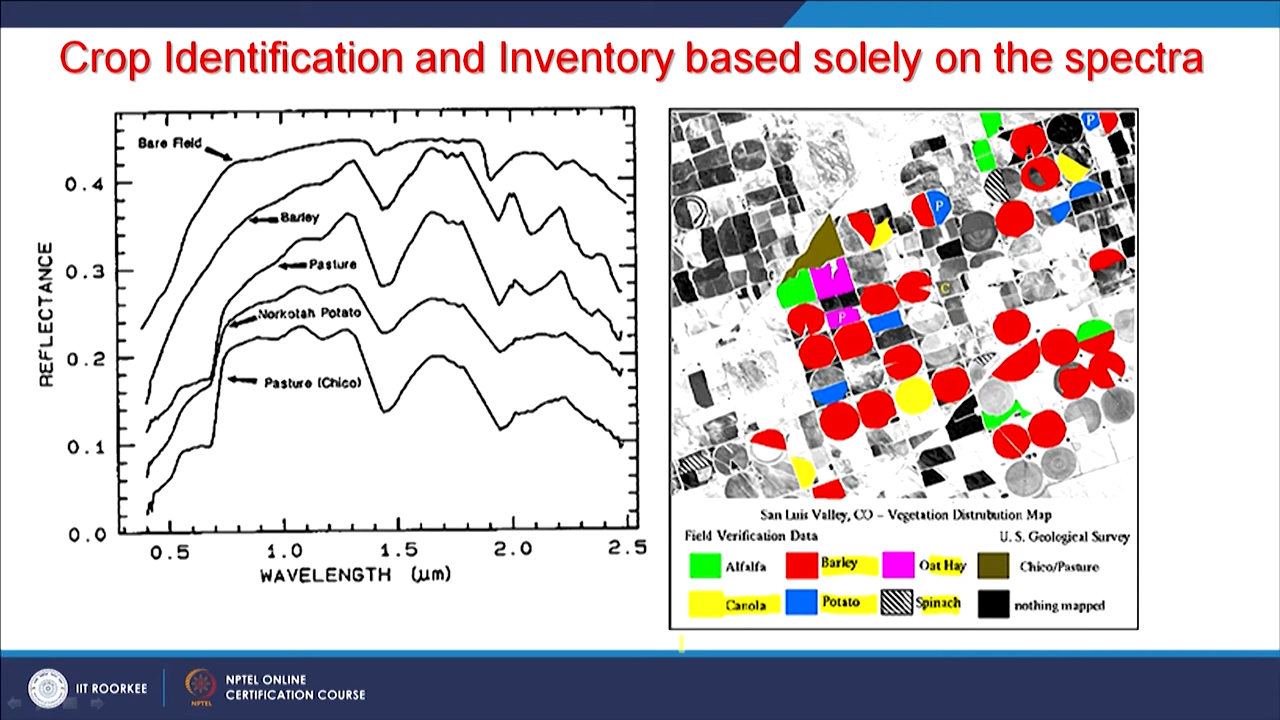 Crop Identification and Inventory based solely on the spectra
Bare Field
Barley
Pasture
Norkotah Potato
Pasture (Chico)
REFLECTANCE
0.4
0.3
0.2
0.1
0.0
0.5 1.0 1.5 2.0 2.5
WAVELENGTH (μm)
P
P
P
C
San Luis Valley, CO – Vegetation Distrubution Map
Field Verification Data
U. S. Geological Survey
Alfalfa Barley Oat Hay Chico/Pasture
Canola Potato Spinach nothing mapped
IIT ROORKEE
NPTEL
NPTEL ONLINE
CERTIFICATION COURSE